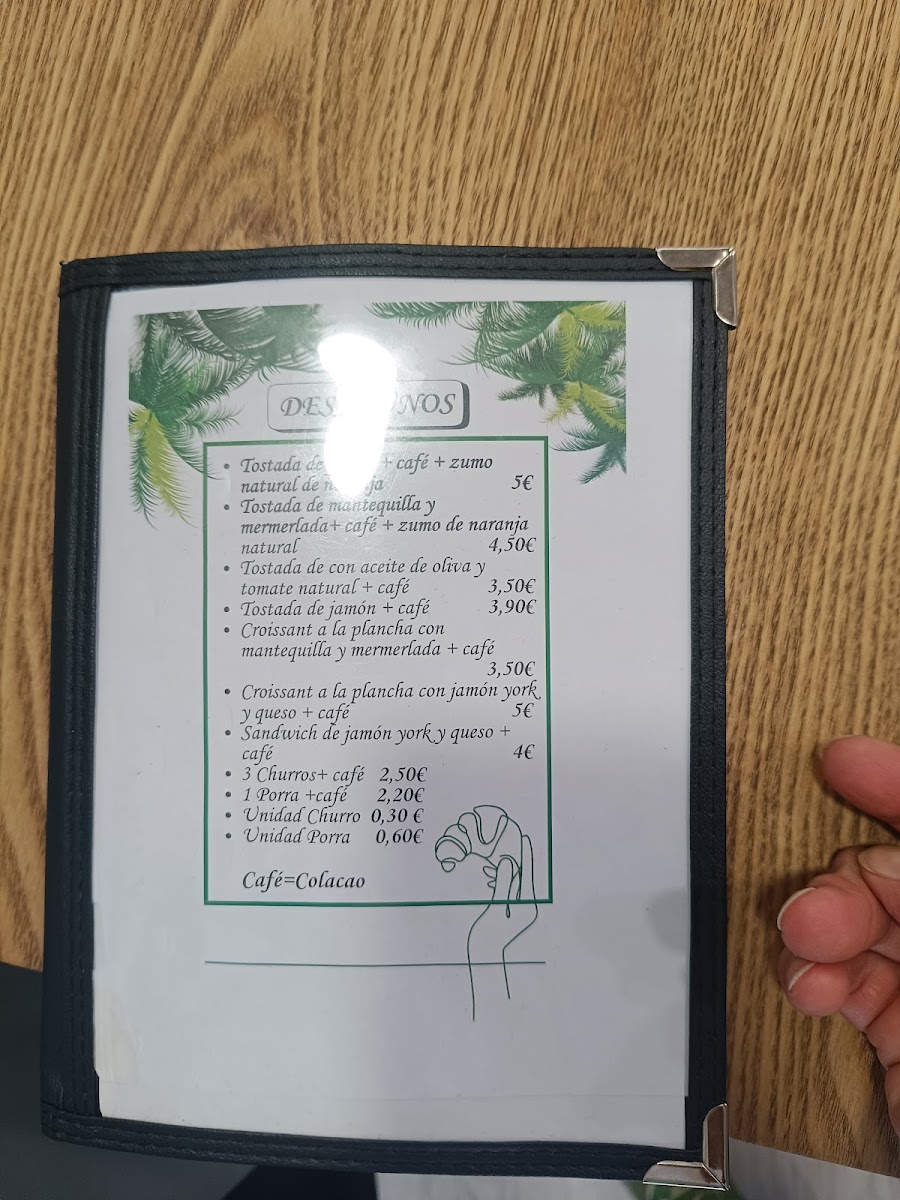 Tostada de + café + zumo
natural de 5€
Tostada de mantequilla y
mermerlada+ café + zumo de naranja
natural 4,50€
Tostada de con aceite de oliva y
tomate natural + café 3,50€
Tostada de jamón + café 3,90€
Croissant a la plancha con
mantequilla y mermerlada + café
3,50€
Croissant a la plancha con jamón york
y queso + café 5€
Sandwich de jamón york y queso +
café 4€
3 Churros+ café 2,50€
1 Porra +café 2,20€
Unidad Churro 0,30 €
Unidad Porra 0,60€
Café=Colacao